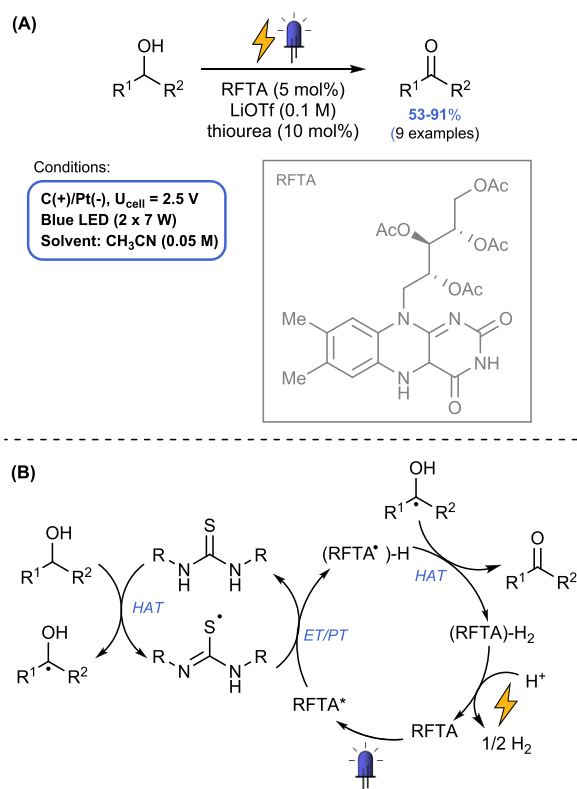 (A)
OH
R¹ R²
RFTA (5 mol%)
LiOTf (0.1 M)
thiourea (10 mol%)
O
R¹ R²
53-91%
(9 examples)
Conditions:
C(+)/Pt(-), Ucell = 2.5 V
Blue LED (2 x 7 W)
Solvent: CH₃CN (0.05 M)
RFTA
OAc
AcO
OAc
OAc
Me
N
N
O
Me
N
H
NH
O
(B)
OH
R¹ R²
OH
R¹ R²
HAT
S
R N H N H R
S•
R N N H R
ET/PT
OH
R¹ • R²
(RFTA• )-H
HAT
O
R¹ R²
(RFTA)-H₂
H⁺
1/2 H₂
RFTA
RFTA*